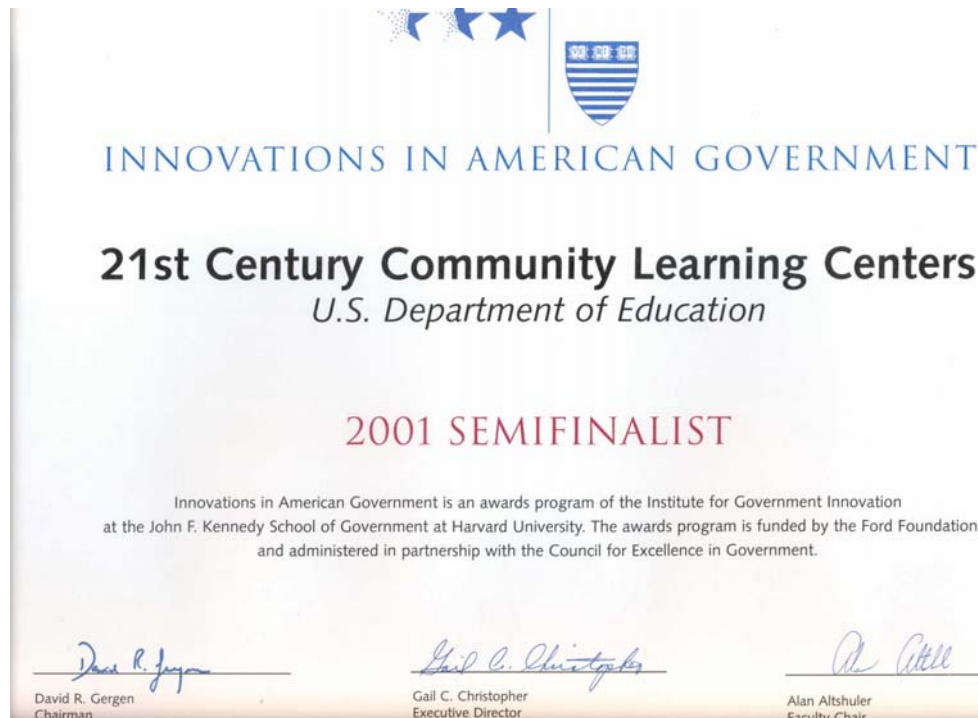 INNOVATIONS IN AMERICAN GOVERNMENT
21st Century Community Learning Centers
U.S. Department of Education
2001 SEMIFINALIST
Innovations in American Government is an awards program of the Institute for Government Innovation
at the John F. Kennedy School of Government at Harvard University. The awards program is funded by the Ford Foundation
and administered in partnership with the Council for Excellence in Government.
David R. Gergen
Gail C. Christopher
Alan Altshuler
Chairman
Executive Director
Faculty Chair